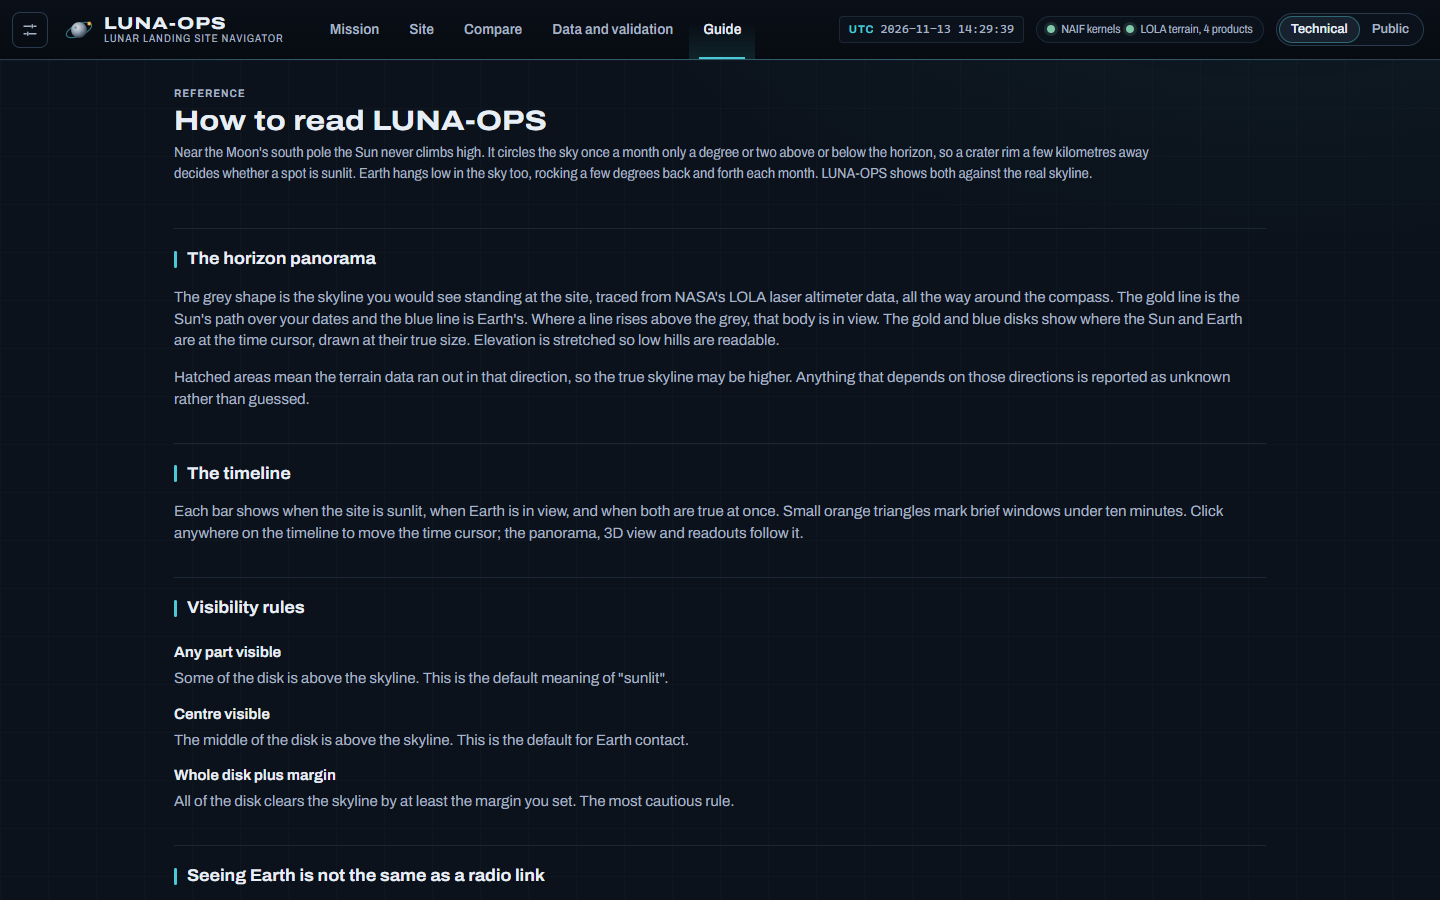 LUNA-OPS
LUNAR LANDING SITE NAVIGATOR
Mission
Site
Compare
Data and validation
Guide
UTC 2026-11-13 14:29:39
NAIF kernels
LOLA terrain, 4 products
Technical
Public
REFERENCE
How to read LUNA-OPS
Near the Moon's south pole the Sun never climbs high. It circles the sky once a month only a degree or two above or below the horizon, so a crater rim a few kilometres away
decides whether a spot is sunlit. Earth hangs low in the sky too, rocking a few degrees back and forth each month. LUNA-OPS shows both against the real skyline.
The horizon panorama
The grey shape is the skyline you would see standing at the site, traced from NASA's LOLA laser altimeter data, all the way around the compass. The gold line is the
Sun's path over your dates and the blue line is Earth's. Where a line rises above the grey, that body is in view. The gold and blue disks show where the Sun and Earth
are at the time cursor, drawn at their true size. Elevation is stretched so low hills are readable.
Hatched areas mean the terrain data ran out in that direction, so the true skyline may be higher. Anything that depends on those directions is reported as unknown
rather than guessed.
The timeline
Each bar shows when the site is sunlit, when Earth is in view, and when both are true at once. Small orange triangles mark brief windows under ten minutes. Click
anywhere on the timeline to move the time cursor; the panorama, 3D view and readouts follow it.
Visibility rules
Any part visible
Some of the disk is above the skyline. This is the default meaning of "sunlit".
Centre visible
The middle of the disk is above the skyline. This is the default for Earth contact.
Whole disk plus margin
All of the disk clears the skyline by at least the margin you set. The most cautious rule.
Seeing Earth is not the same as a radio link